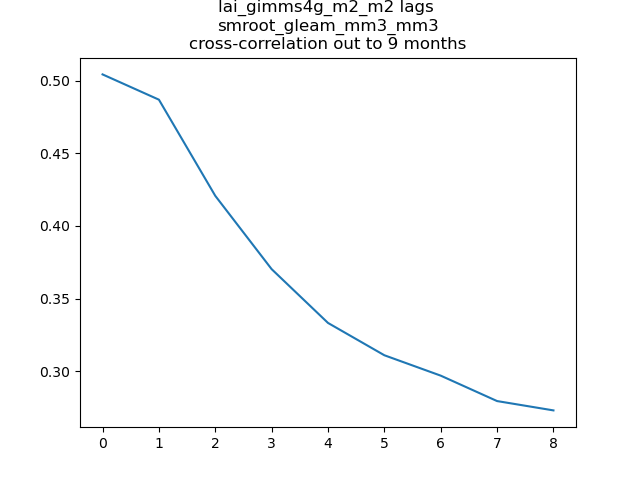 lai_gimms4g_m2_m2 lags
smroot_gleam_mm3_mm3
cross-correlation out to 9 months
0.50
0.45
0.40
0.35
0.30
0 1 2 3 4 5 6 7 8